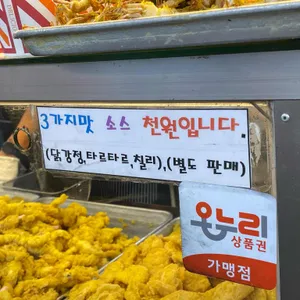 3가지맛 소스 천원입니다.
(닭강정,타르타르,칠리),(별도 판매)
온누리
상품권
가맹점